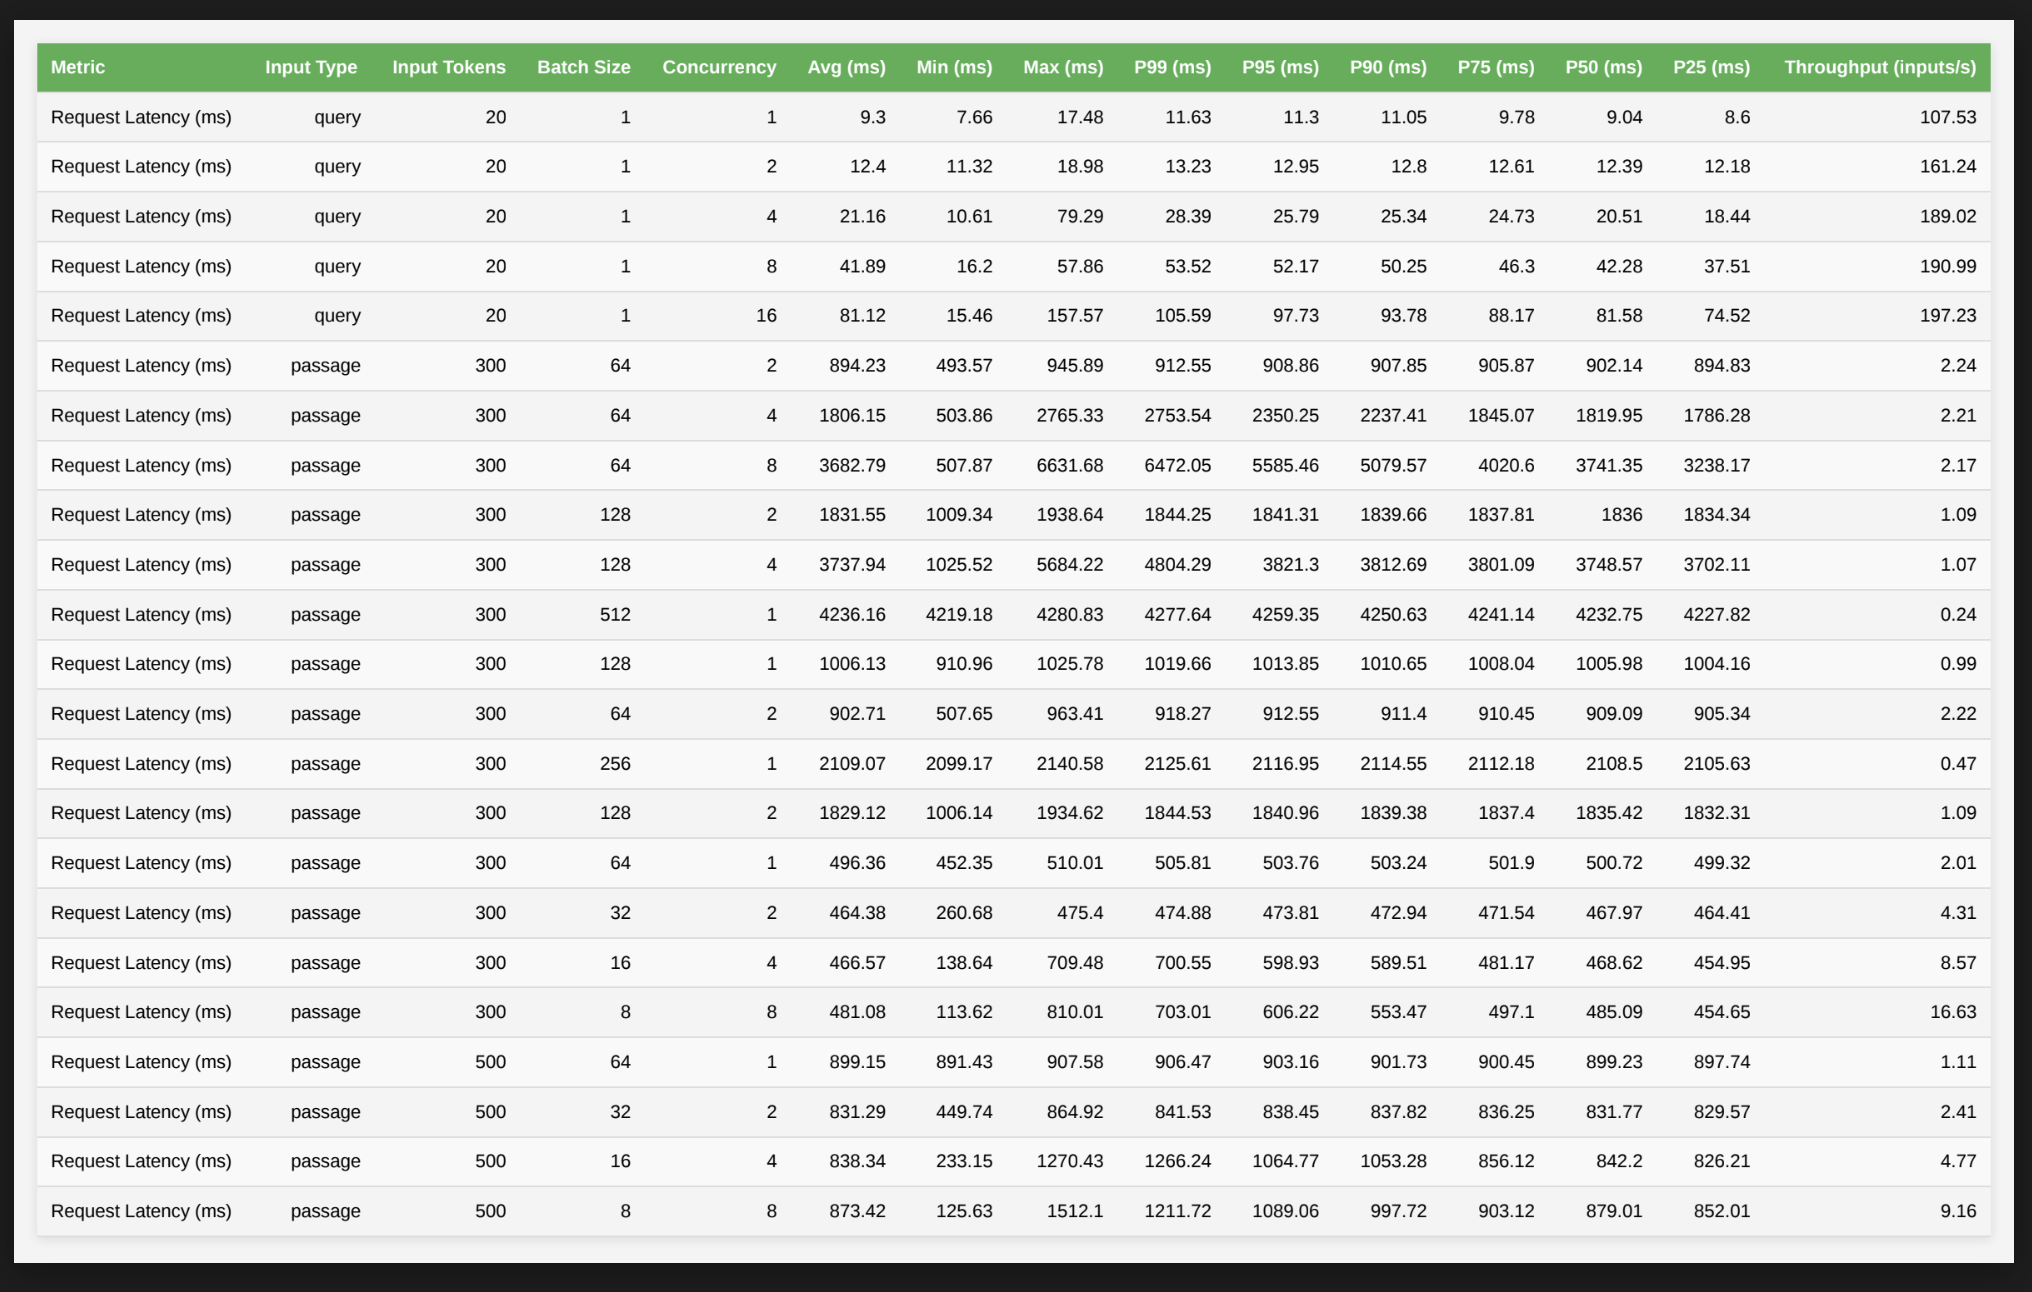 Metric Input Type Input Tokens Batch Size Concurrency Avg (ms) Min (ms) Max (ms) P99 (ms) P95 (ms) P90 (ms) P75 (ms) P50 (ms) P25 (ms) Throughput (inputs/s)
Request Latency (ms) query 20 1 1 9.3 7.66 17.48 11.63 11.3 11.05 9.78 9.04 8.6 107.53
Request Latency (ms) query 20 1 2 12.4 11.32 18.98 13.23 12.95 12.8 12.61 12.39 12.18 161.24
Request Latency (ms) query 20 1 4 21.16 10.61 79.29 28.39 25.79 25.34 24.73 20.51 18.44 189.02
Request Latency (ms) query 20 1 8 41.89 16.2 57.86 53.52 52.17 50.25 46.3 42.28 37.51 190.99
Request Latency (ms) query 20 1 16 81.12 15.46 157.57 105.59 97.73 93.78 88.17 81.58 74.52 197.23
Request Latency (ms) passage 300 64 2 894.23 493.57 945.89 912.55 908.86 907.85 905.87 902.14 894.83 2.24
Request Latency (ms) passage 300 64 4 1806.15 503.86 2765.33 2753.54 2350.25 2237.41 1845.07 1819.95 1786.28 2.21
Request Latency (ms) passage 300 64 8 3682.79 507.87 6631.68 6472.05 5585.46 5079.57 4020.6 3741.35 3238.17 2.17
Request Latency (ms) passage 300 128 2 1831.55 1009.34 1938.64 1844.25 1841.31 1839.66 1837.81 1836 1834.34 1.09
Request Latency (ms) passage 300 128 4 3737.94 1025.52 5684.22 4804.29 3821.3 3812.69 3801.09 3748.57 3702.11 1.07
Request Latency (ms) passage 300 512 1 4236.16 4219.18 4280.83 4277.64 4259.35 4250.63 4241.14 4232.75 4227.82 0.24
Request Latency (ms) passage 300 128 1 1006.13 910.96 1025.78 1019.66 1013.85 1010.65 1008.04 1005.98 1004.16 0.99
Request Latency (ms) passage 300 64 2 902.71 507.65 963.41 918.27 912.55 911.4 910.45 909.09 905.34 2.22
Request Latency (ms) passage 300 256 1 2109.07 2099.17 2140.58 2125.61 2116.95 2114.55 2112.18 2108.5 2105.63 0.47
Request Latency (ms) passage 300 128 2 1829.12 1006.14 1934.62 1844.53 1840.96 1839.38 1837.4 1835.42 1832.31 1.09
Request Latency (ms) passage 300 64 1 496.36 452.35 510.01 505.81 503.76 503.24 501.9 500.72 499.32 2.01
Request Latency (ms) passage 300 32 2 464.38 260.68 475.4 474.88 473.81 472.94 471.54 467.97 464.41 4.31
Request Latency (ms) passage 300 16 4 466.57 138.64 709.48 700.55 598.93 589.51 481.17 468.62 454.95 8.57
Request Latency (ms) passage 300 8 8 481.08 113.62 810.01 703.01 606.22 553.47 497.1 485.09 454.65 16.63
Request Latency (ms) passage 500 64 1 899.15 891.43 907.58 906.47 903.16 901.73 900.45 899.23 897.74 1.11
Request Latency (ms) passage 500 32 2 831.29 449.74 864.92 841.53 838.45 837.82 836.25 831.77 829.57 2.41
Request Latency (ms) passage 500 16 4 838.34 233.15 1270.43 1266.24 1064.77 1053.28 856.12 842.2 826.21 4.77
Request Latency (ms) passage 500 8 8 873.42 125.63 1512.1 1211.72 1089.06 997.72 903.12 879.01 852.01 9.16